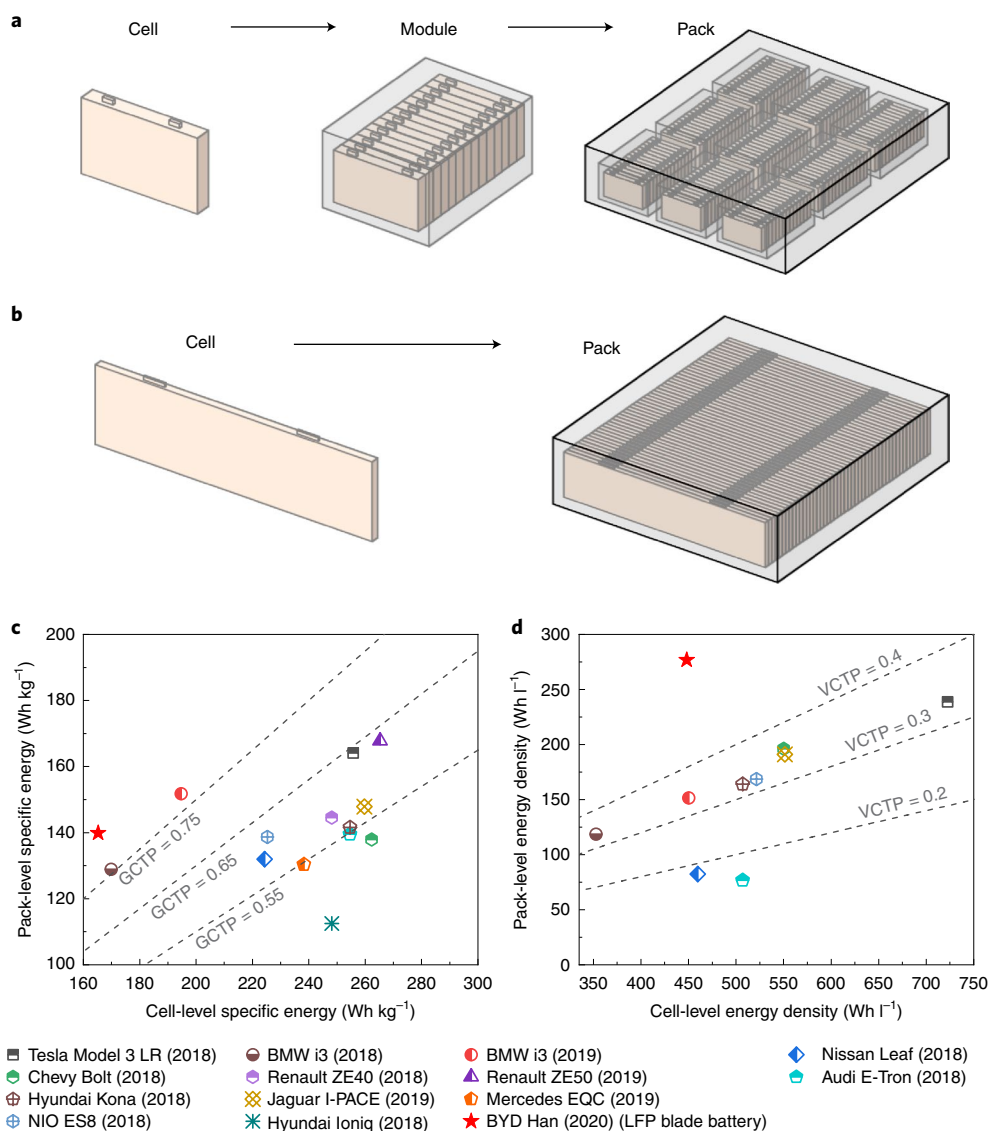 a
Cell
Module
Pack
b
Cell
Pack
c
200
180
160
140
120
100
160
180
200
220
240
260
280
300
Pack-level specific energy (Wh kg⁻¹)
Cell-level specific energy (Wh kg⁻¹)
GCTP = 0.75
GCTP = 0.65
GCTP = 0.55
d
300
250
200
150
100
50
0
350
400
450
500
550
600
650
700
750
Pack-level energy density (Wh l⁻¹)
Cell-level energy density (Wh l⁻¹)
VCTP = 0.4
VCTP = 0.3
VCTP = 0.2
Tesla Model 3 LR (2018)
BMW i3 (2018)
BMW i3 (2019)
Nissan Leaf (2018)
Chevy Bolt (2018)
Renault ZE40 (2018)
Renault ZE50 (2019)
Audi E-Tron (2018)
Hyundai Kona (2018)
Jaguar I-PACE (2019)
Mercedes EQC (2019)
NIO ES8 (2018)
Hyundai Ioniq (2018)
BYD Han (2020) (LFP blade battery)